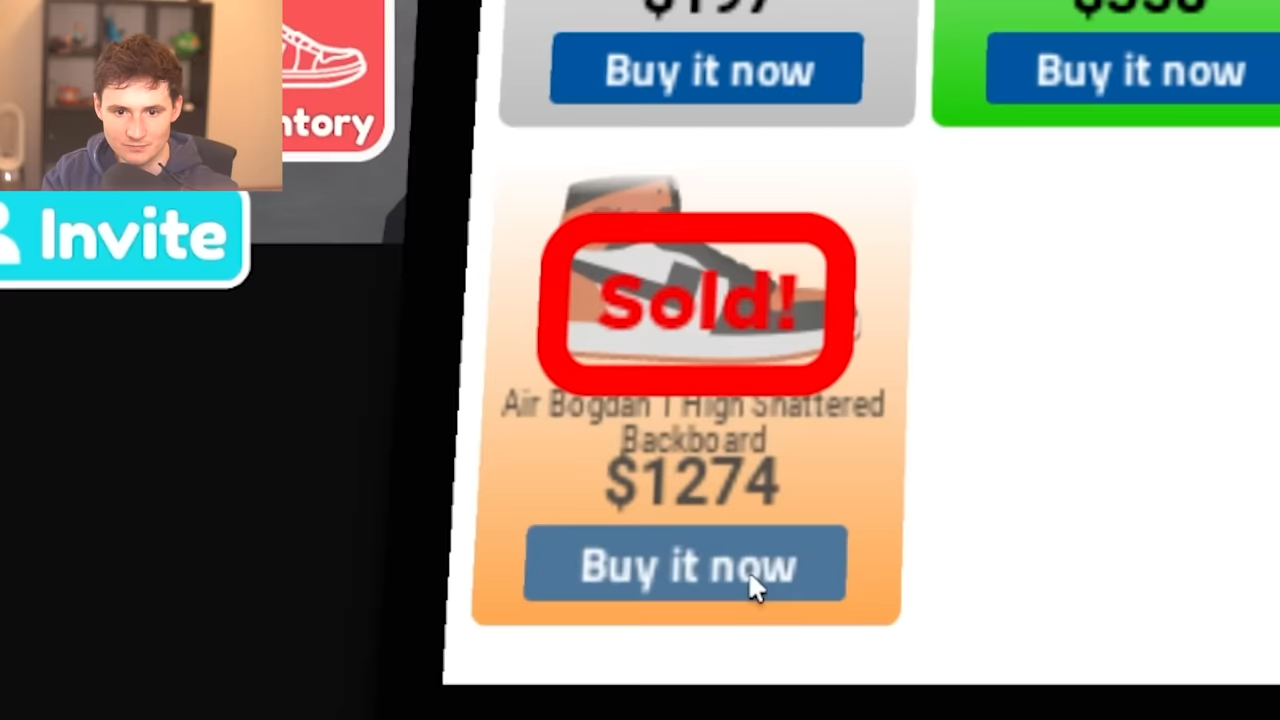 $197
Buy it now
Buy it now
ntory
Invite
Sold!
Air Bogdan 1 High Shattered
Backboard
$1274
Buy it now